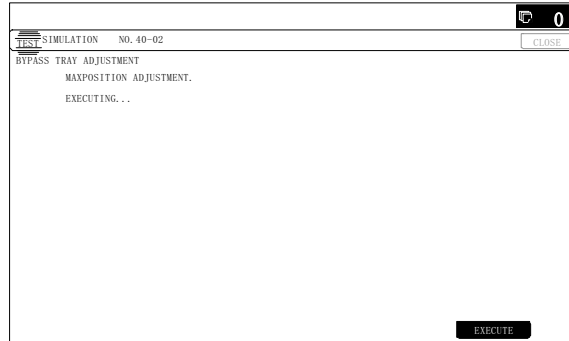 0
TEST SIMULATION NO.40-02
CLOSE
BYPASS TRAY ADJUSTMENT
MAXPOSITION ADJUSTMENT.
EXECUTING...
EXECUTE